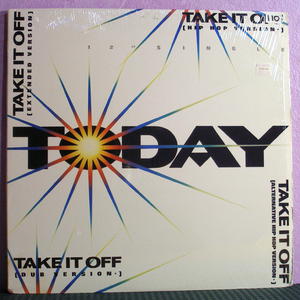 TAKE IT OFF
[EXTENDED VERSION]
TAKE IT O
[HIP HOP VERSION·]
12" SINGLE
TODAY
TAKE IT OFF
[DUB VERSION·]
TAKE IT OFF
[ALTERNATIVE HIP HOP VERSION·]